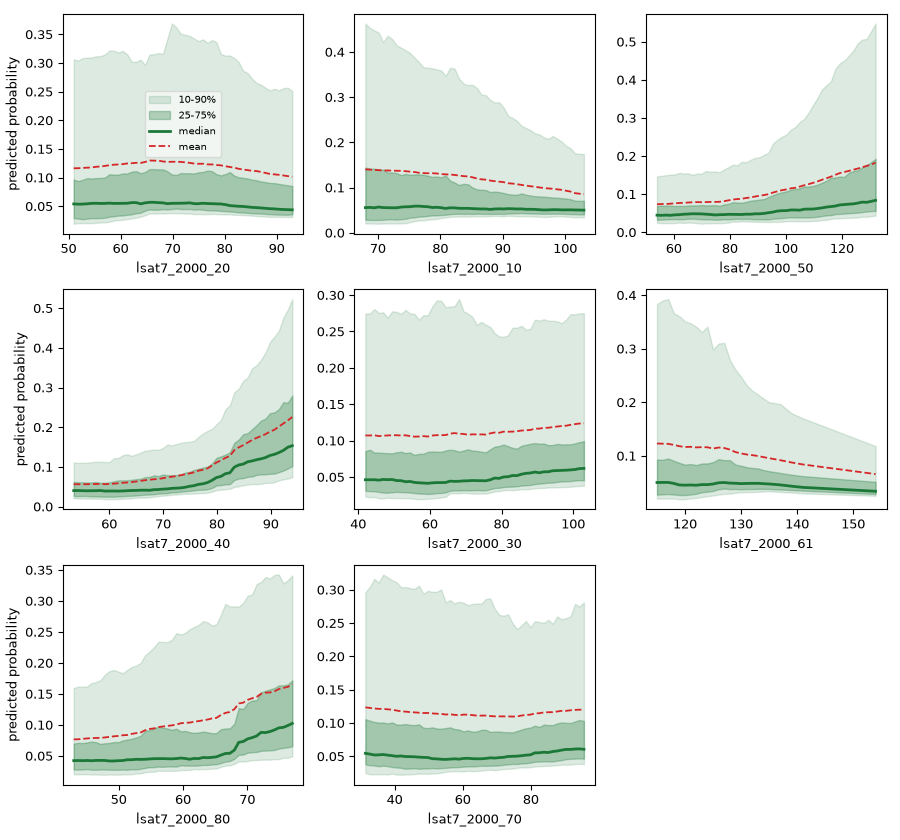 predicted probability
0.35
0.30
0.25
0.20
0.15
0.10
0.05
10-90%
25-75%
median
mean
50 60 70 80 90
lsat7_2000_20
0.4
0.3
0.2
0.1
0.0
70 80 90 100
lsat7_2000_10
0.5
0.4
0.3
0.2
0.1
0.0
60 80 100 120
lsat7_2000_50
predicted probability
0.5
0.4
0.3
0.2
0.1
0.0
60 70 80 90
lsat7_2000_40
0.30
0.25
0.20
0.15
0.10
0.05
40 60 80 100
lsat7_2000_30
0.4
0.3
0.2
0.1
120 130 140 150
lsat7_2000_61
predicted probability
0.35
0.30
0.25
0.20
0.15
0.10
0.05
50 60 70
lsat7_2000_80
0.30
0.25
0.20
0.15
0.10
0.05
40 60 80
lsat7_2000_70